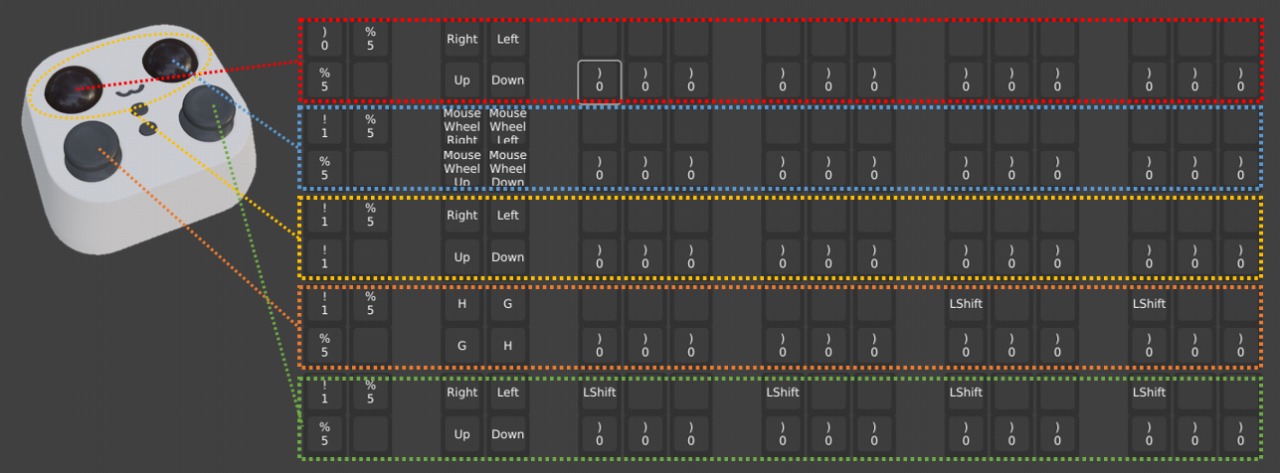 ) %
0 5 Right Left
% ) ) ) ) ) ) ) ) ) ) ) )
5 Up Down 0 0 0 0 0 0 0 0 0 0 0 0
! % Mouse Mouse
1 5 Wheel Wheel
Right Left
% Mouse Mouse ) ) ) ) ) ) ) ) ) ) ) )
5 Wheel Wheel 0 0 0 0 0 0 0 0 0 0 0 0
Up Down
! %
1 5 Right Left
! ) ) ) ) ) ) ) ) ) ) ) )
1 Up Down 0 0 0 0 0 0 0 0 0 0 0 0
! %
1 5 H G LShift LShift
% ) ) ) ) ) ) ) ) ) ) ) )
5 G H 0 0 0 0 0 0 0 0 0 0 0 0
! %
1 5 Right Left LShift LShift LShift LShift
% ) ) ) ) ) ) ) ) ) ) ) )
5 Up Down 0 0 0 0 0 0 0 0 0 0 0 0